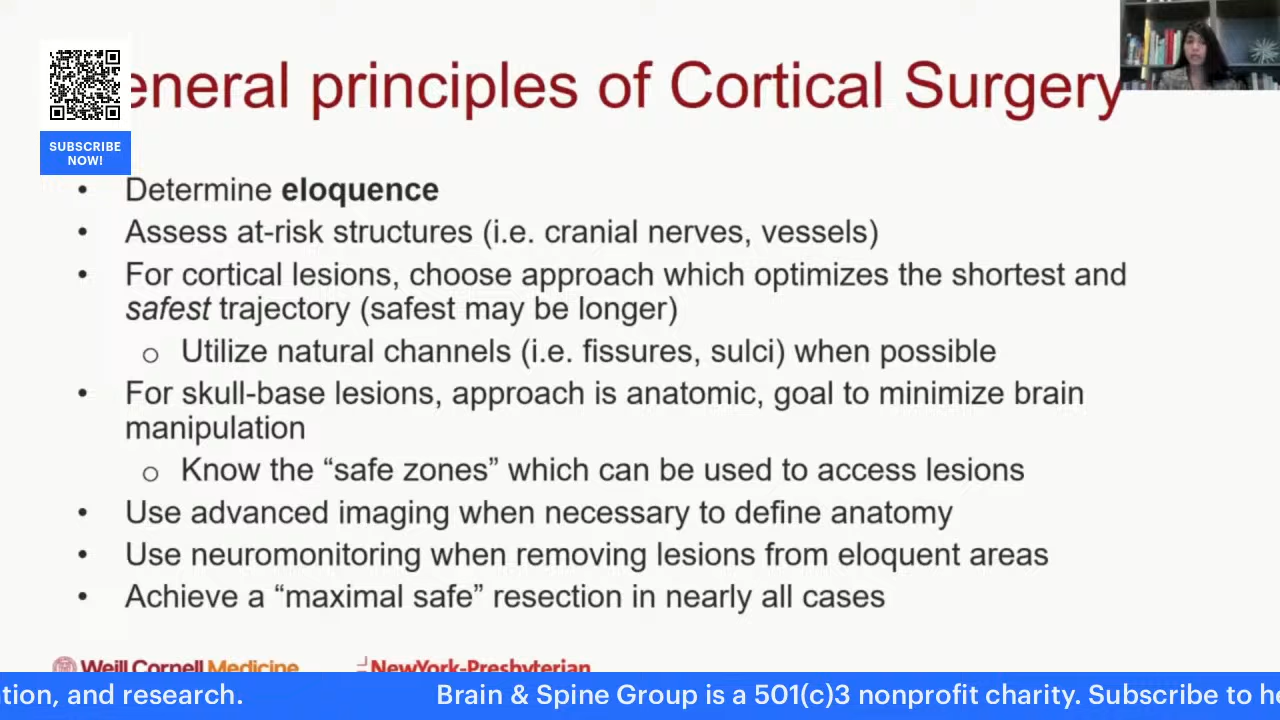 eneral principles of Cortical Surgery
SUBSCRIBE
NOW!
• Determine eloquence
• Assess at-risk structures (i.e. cranial nerves, vessels)
• For cortical lesions, choose approach which optimizes the shortest and
safest trajectory (safest may be longer)
o Utilize natural channels (i.e. fissures, sulci) when possible
• For skull-base lesions, approach is anatomic, goal to minimize brain
manipulation
o Know the “safe zones” which can be used to access lesions
• Use advanced imaging when necessary to define anatomy
• Use neuromonitoring when removing lesions from eloquent areas
• Achieve a “maximal safe” resection in nearly all cases
Weill Cornell Medicine
NewYork-Presbyterian
tion, and research. Brain & Spine Group is a 501(c)3 nonprofit charity. Subscribe to he